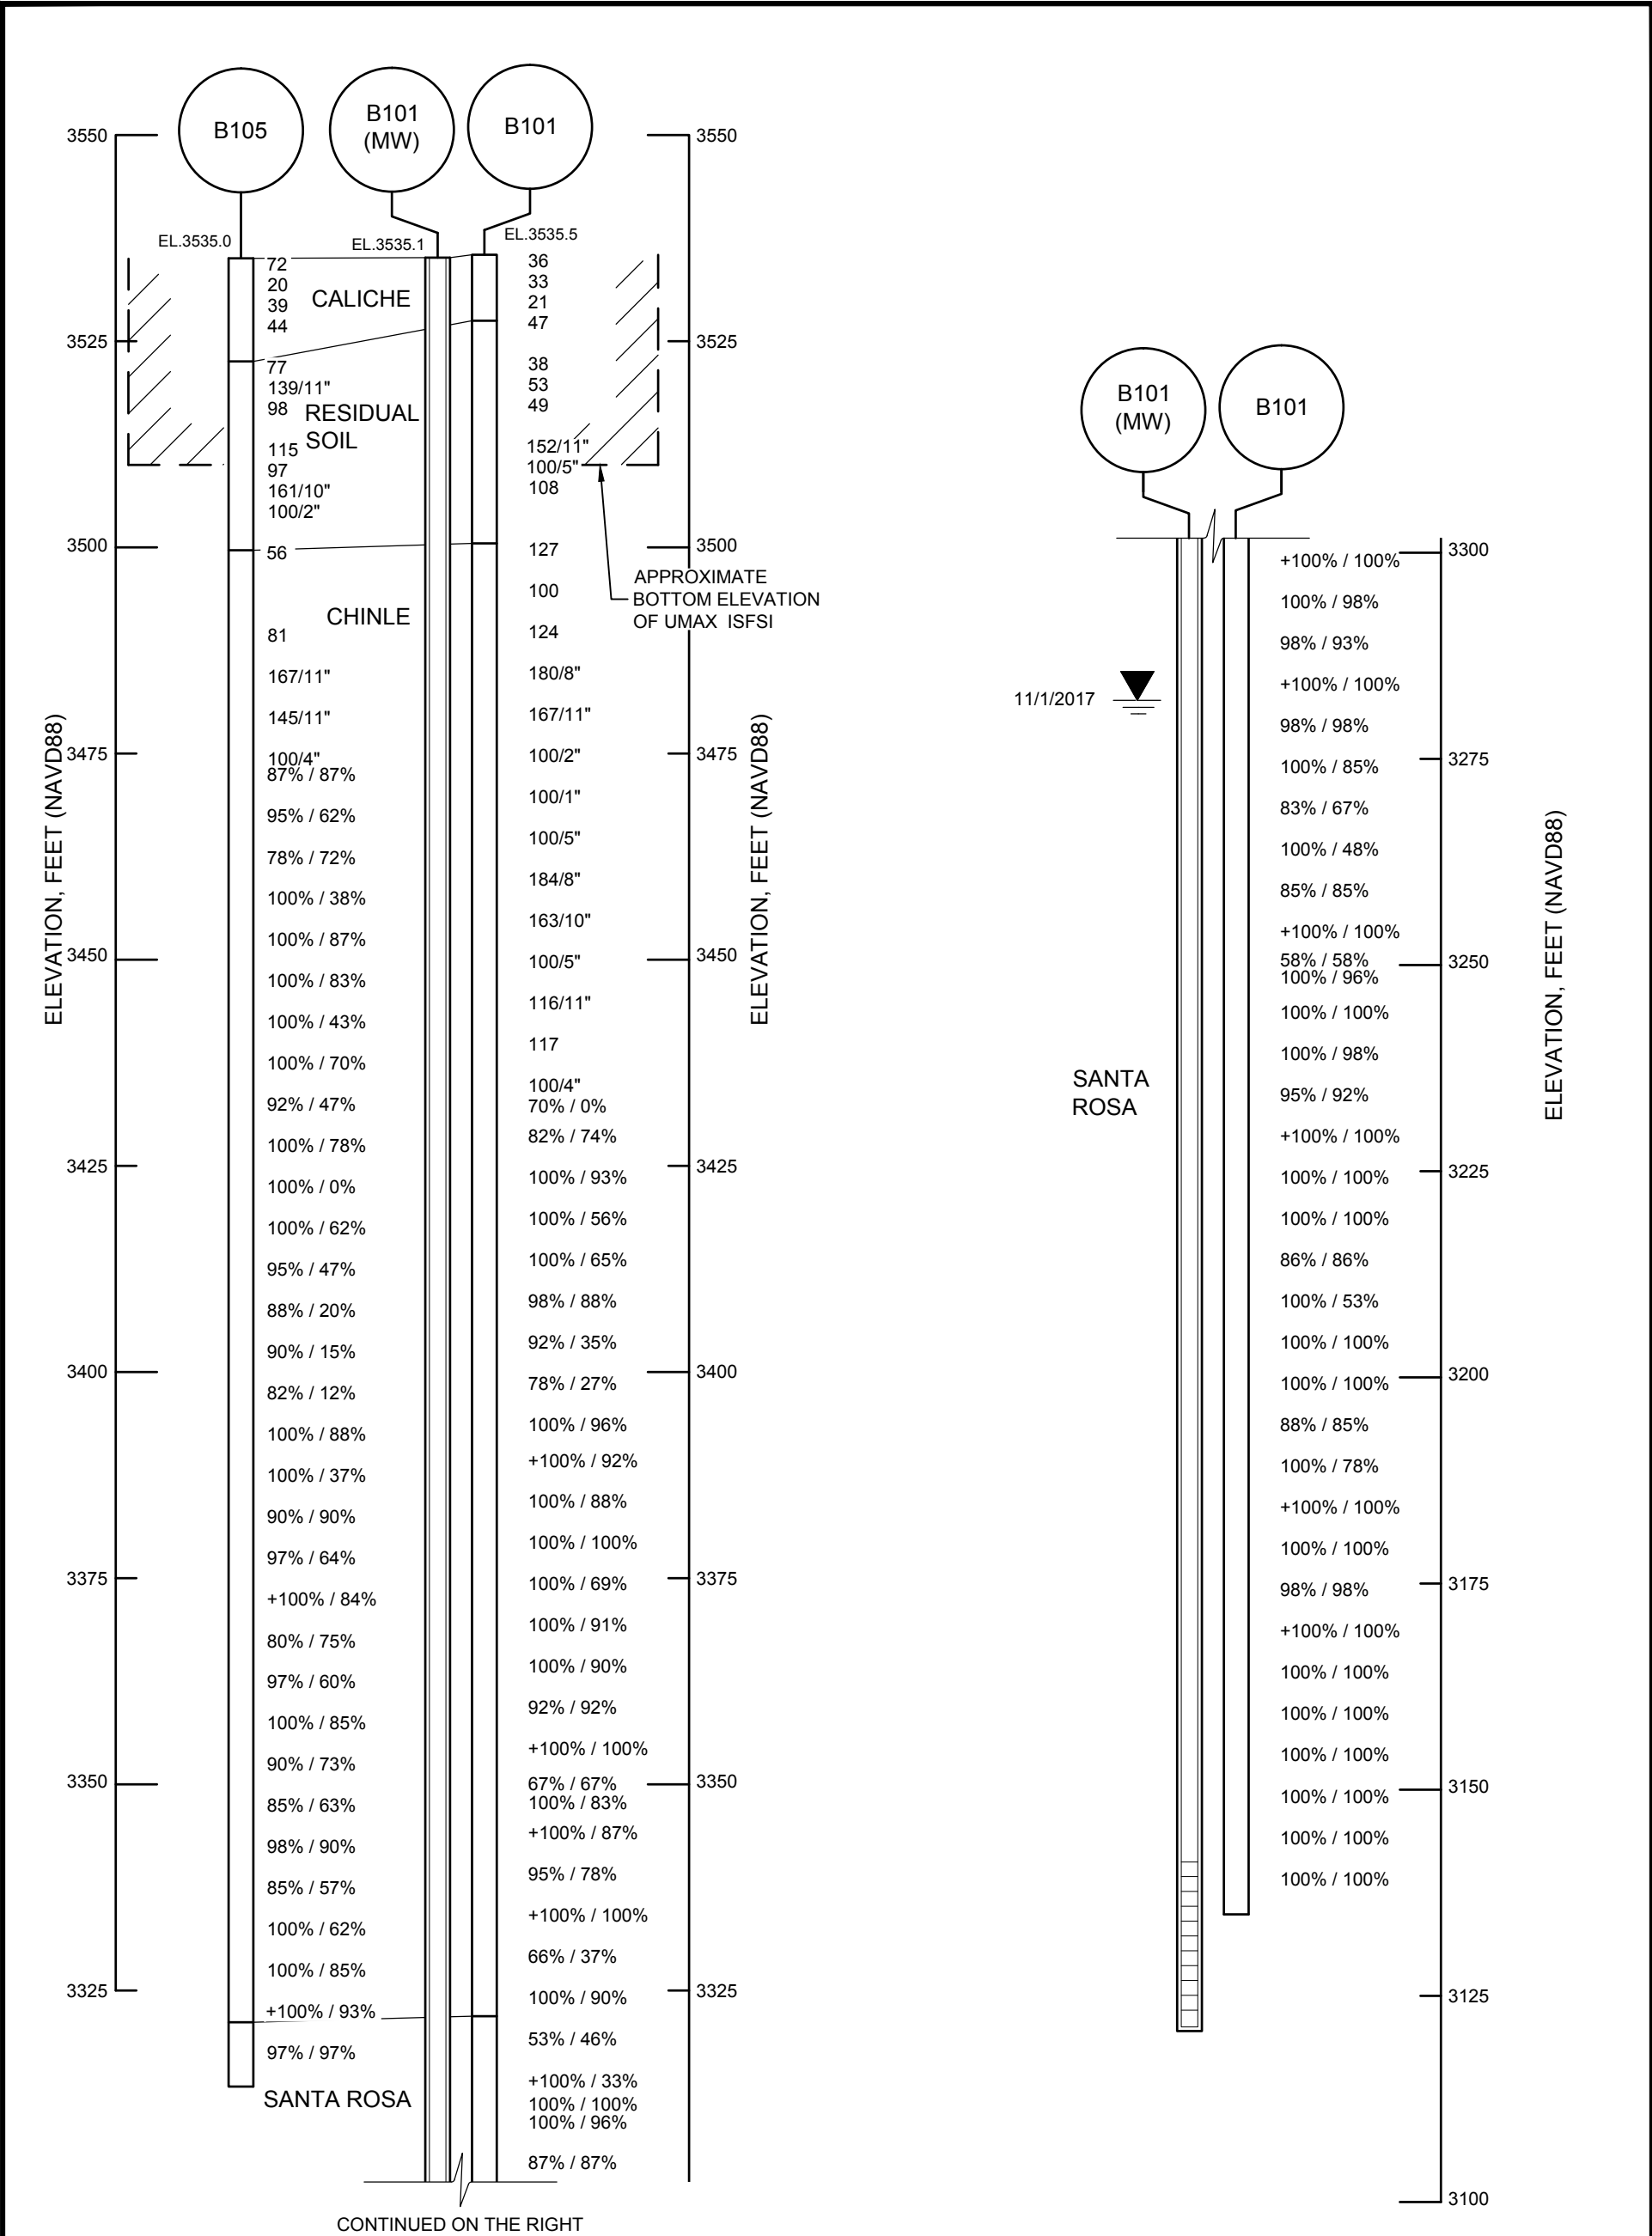 B105
B101
(MW)
B101
3550
3550
EL.3535.0
EL.3535.1
EL.3535.5
72
20
39
44
CALICHE
36
33
21
47
3525
3525
77
139/11"
98
RESIDUAL
SOIL
115
97
161/10"
100/2"
38
53
49
152/11"
100/5"
108
3500
3500
56
127
APPROXIMATE
BOTTOM ELEVATION
OF UMAX ISFSI
CHINLE
81
167/11"
145/11"
100/4"
87% / 87%
95% / 62%
78% / 72%
100% / 38%
100% / 87%
100% / 83%
100% / 43%
100% / 70%
92% / 47%
100% / 78%
100% / 0%
100% / 62%
95% / 47%
88% / 20%
90% / 15%
82% / 12%
100% / 88%
100% / 37%
90% / 90%
97% / 64%
+100% / 84%
80% / 75%
97% / 60%
100% / 85%
90% / 73%
85% / 63%
98% / 90%
85% / 57%
100% / 62%
100% / 85%
+100% / 93%
97% / 97%
SANTA ROSA
100
124
180/8"
167/11"
100/2"
100/1"
100/5"
184/8"
163/10"
100/5"
116/11"
117
100/4"
70% / 0%
82% / 74%
100% / 93%
100% / 56%
100% / 65%
98% / 88%
92% / 35%
78% / 27%
100% / 96%
+100% / 92%
100% / 88%
100% / 100%
100% / 69%
100% / 91%
100% / 90%
92% / 92%
+100% / 100%
67% / 67%
100% / 83%
+100% / 87%
95% / 78%
+100% / 100%
66% / 37%
100% / 90%
53% / 46%
+100% / 33%
100% / 100%
100% / 96%
87% / 87%
ELEVATION, FEET (NAVD88)
3475
3450
3425
3400
3375
3350
3325
ELEVATION, FEET (NAVD88)
3475
3450
3425
3400
3375
3350
3325
CONTINUED ON THE RIGHT
B101
(MW)
B101
11/1/2017
SANTA
ROSA
+100% / 100%
100% / 98%
98% / 93%
+100% / 100%
98% / 98%
100% / 85%
83% / 67%
100% / 48%
85% / 85%
+100% / 100%
58% / 58%
100% / 96%
100% / 100%
100% / 98%
95% / 92%
+100% / 100%
100% / 100%
100% / 100%
86% / 86%
100% / 53%
100% / 100%
100% / 100%
88% / 85%
100% / 78%
+100% / 100%
100% / 100%
98% / 98%
+100% / 100%
100% / 100%
100% / 100%
100% / 100%
100% / 100%
100% / 100%
100% / 100%
3300
3275
3250
3225
3200
3175
3150
3125
3100
ELEVATION, FEET (NAVD88)